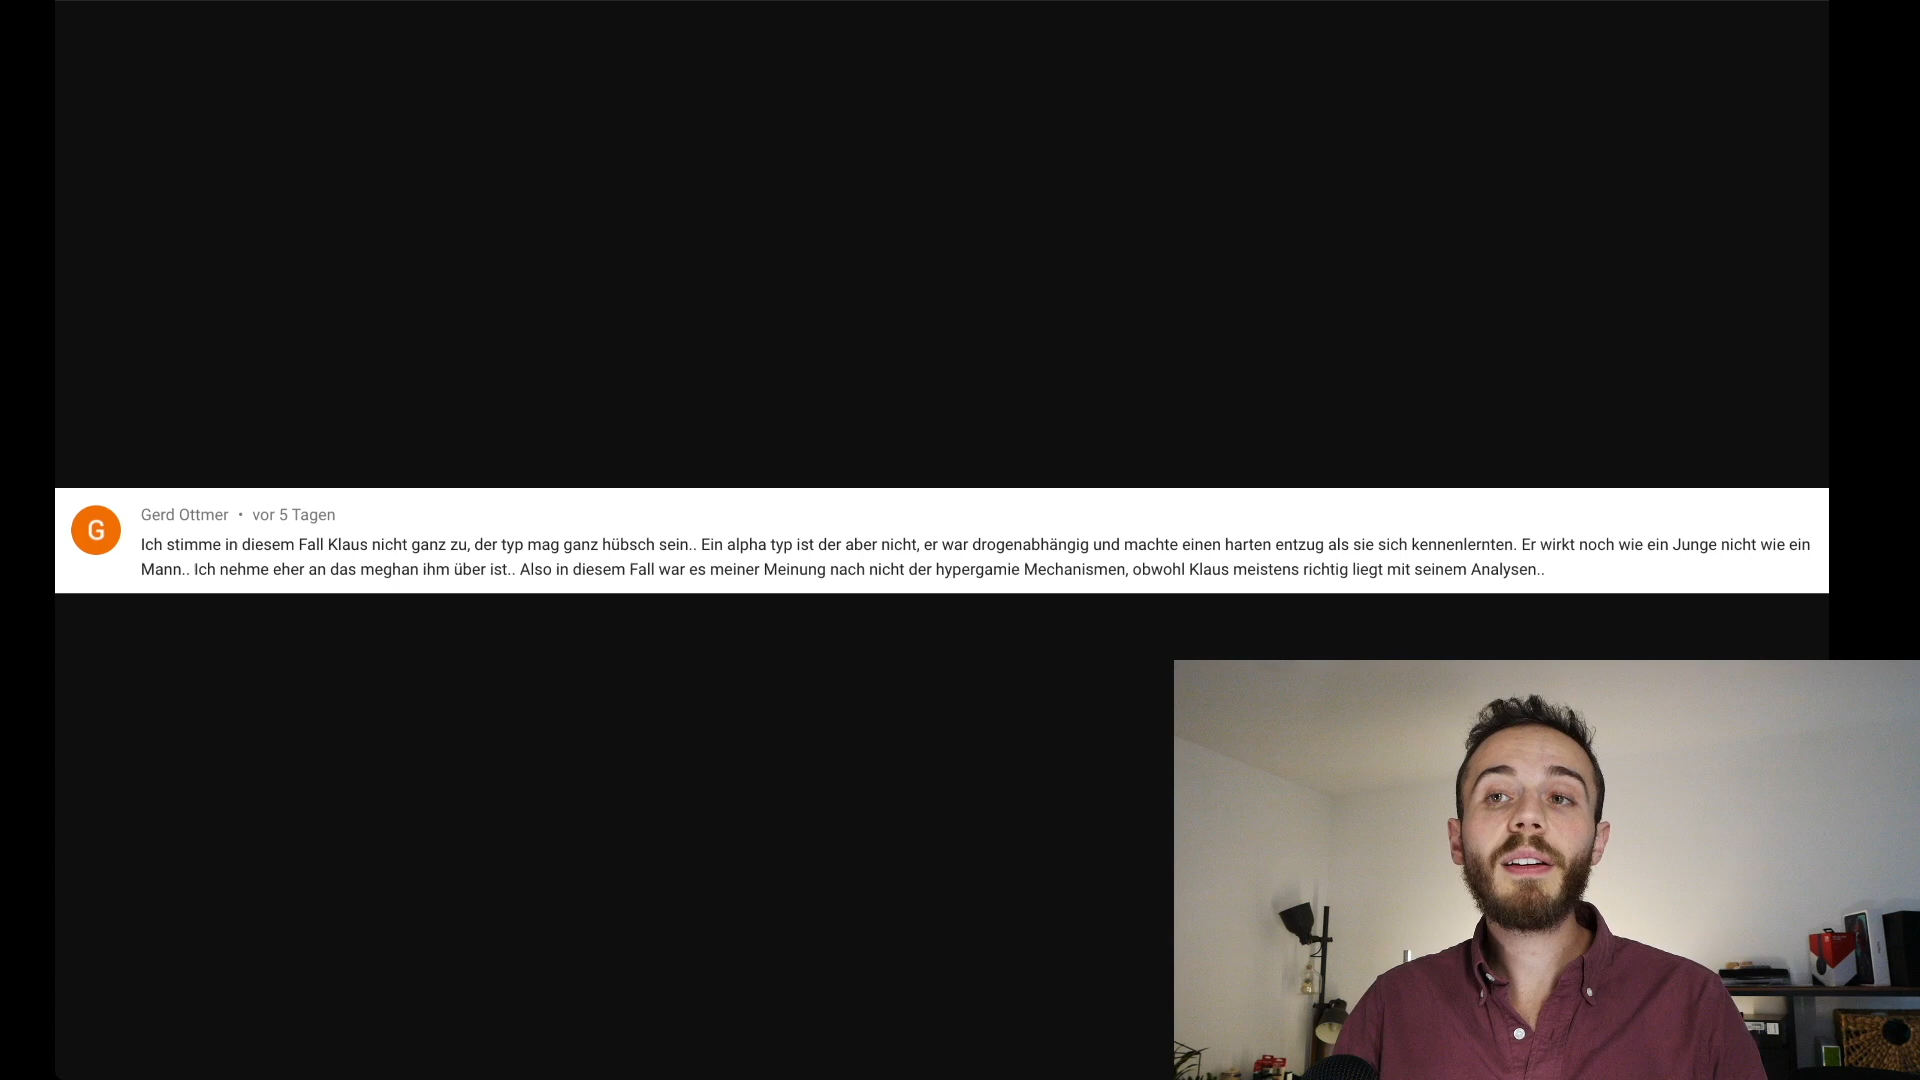 G
Gerd Ottmer • vor 5 Tagen
Ich stimme in diesem Fall Klaus nicht ganz zu, der typ mag ganz hübsch sein.. Ein alpha typ ist der aber nicht, er war drogenabhängig und machte einen harten entzug als sie sich kennenlernten. Er wirkt noch wie ein Junge nicht wie ein
Mann.. Ich nehme eher an das meghan ihm über ist.. Also in diesem Fall war es meiner Meinung nach nicht der hypergamie Mechanismen, obwohl Klaus meistens richtig liegt mit seinem Analysen..